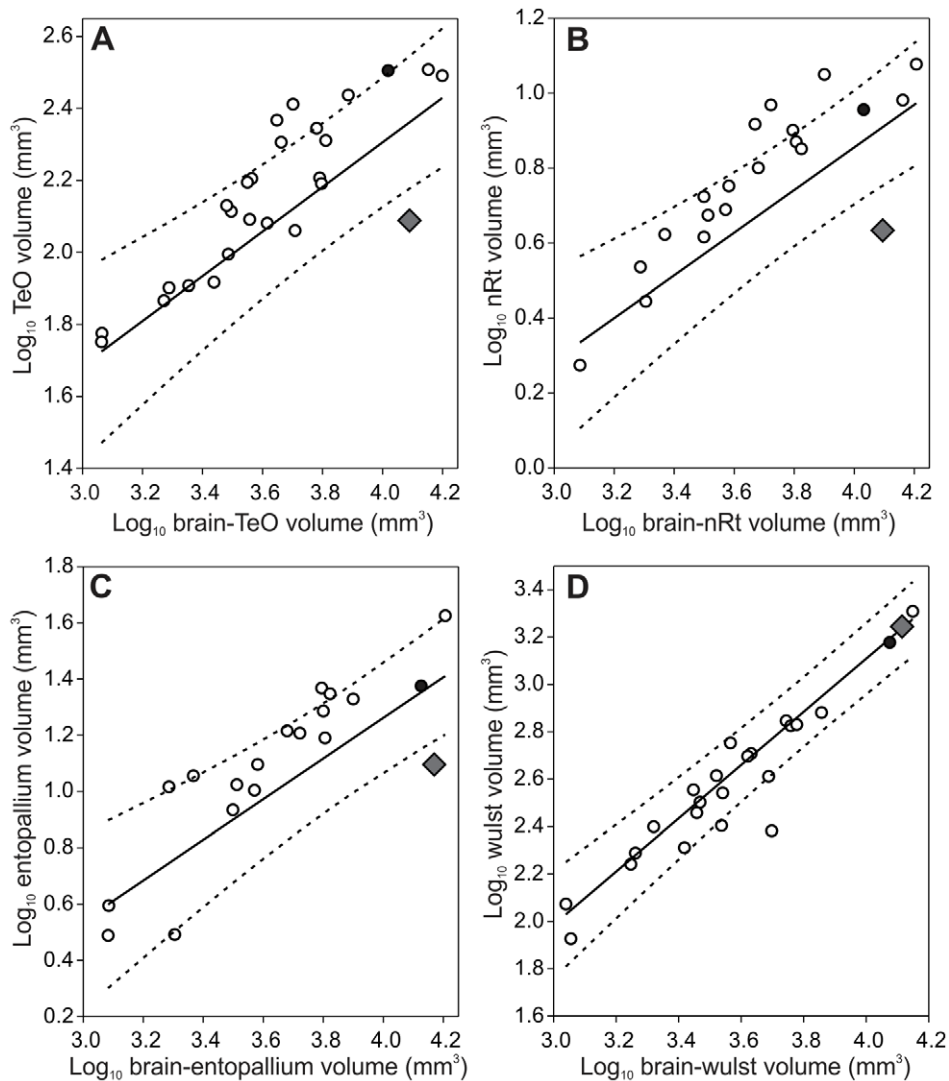 A
Log₁₀ TeO volume (mm³)
2.6
2.4
2.2
2.0
1.8
1.6
1.4
3.0 3.2 3.4 3.6 3.8 4.0 4.2
Log₁₀ brain-TeO volume (mm³)
B
Log₁₀ nRt volume (mm³)
1.2
1.0
0.8
0.6
0.4
0.2
0.0
3.0 3.2 3.4 3.6 3.8 4.0 4.2
Log₁₀ brain-nRt volume (mm³)
C
Log₁₀ entopallium volume (mm³)
1.8
1.6
1.4
1.2
1.0
0.8
0.6
0.4
0.2
3.0 3.2 3.4 3.6 3.8 4.0 4.2
Log₁₀ brain-entopallium volume (mm³)
D
Log₁₀ wulst volume (mm³)
3.4
3.2
3.0
2.8
2.6
2.4
2.2
2.0
1.8
1.6
3.0 3.2 3.4 3.6 3.8 4.0 4.2
Log₁₀ brain-wulst volume (mm³)